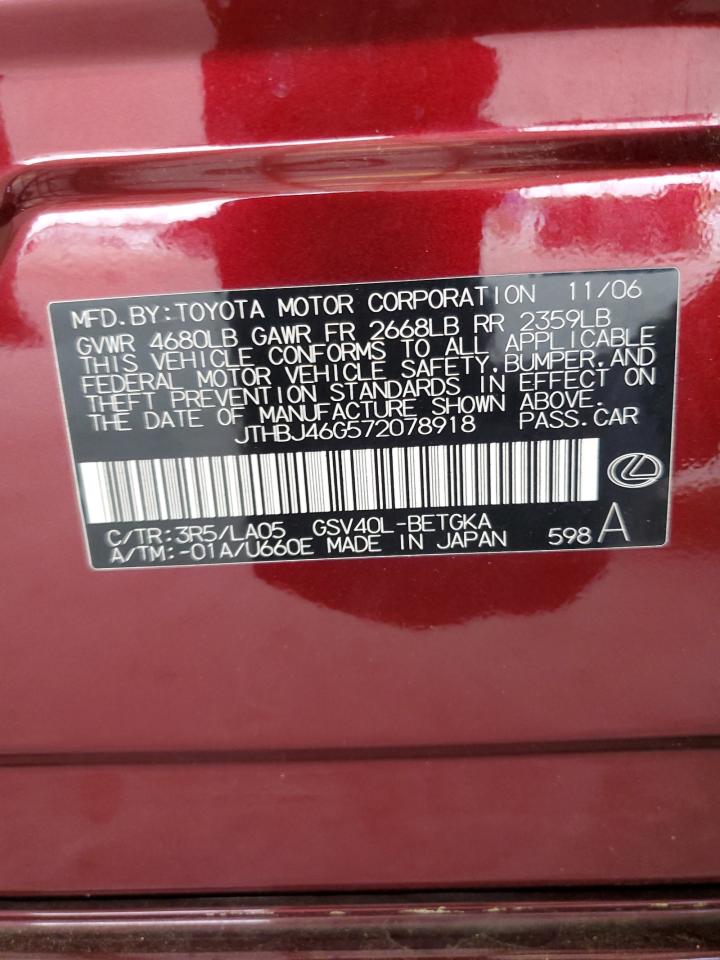 MFD.BY:TOYOTA MOTOR CORPORATION 11/06
GVWR 4680LB GAWR FR 2668LB RR 2359LB
THIS VEHICLE CONFORMS TO ALL APPLICABLE
FEDERAL MOTOR VEHICLE SAFETY,BUMPER,AND
THEFT PREVENTION STANDARDS IN EFFECT ON
THE DATE OF MANUFACTURE SHOWN ABOVE.
JTHBJ46G572078918 PASS.CAR
C/TR:3R5/LA05 GSV40L-BETGKA
A/TM:-01A/U660E MADE IN JAPAN 598 A